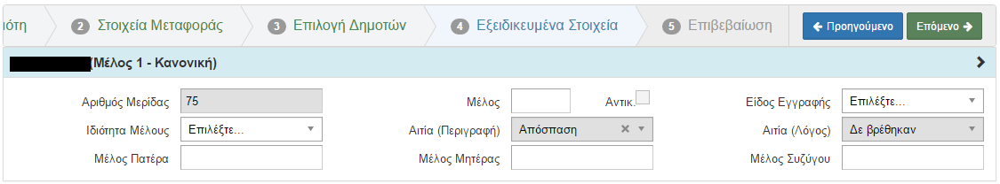 ιότη 2 Στοιχεία Μεταφοράς 3 Επιλογή Δημοτών 4 Εξειδικευμένα Στοιχεία 5 Επιβεβαίωση Προηγούμενο Επόμενο
(Μέλος 1 - Κανονική)
Αριθμός Μερίδας 75 Μέλος Αντικ. Είδος Εγγραφής Επιλέξτε...
Ιδιότητα Μέλους Επιλέξτε... Αιτία (Περιγραφή) Απόσπαση Αιτία (Λόγος) Δε βρέθηκαν
Μέλος Πατέρα Μέλος Μητέρας Μέλος Συζύγου